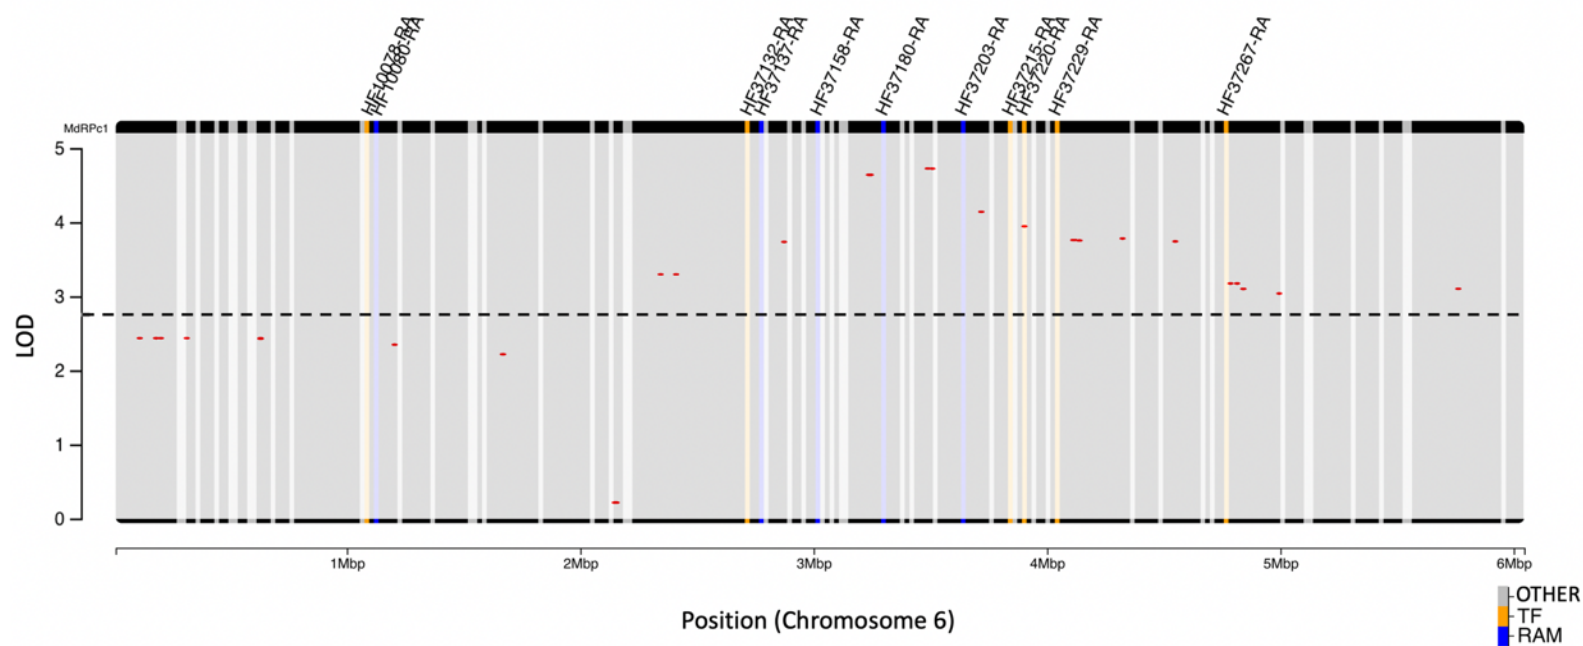 HF10078-RA
HF10080-RA
HF37132-RA
HF37137-RA
HF37158-RA
HF37180-RA
HF37203-RA
HF37215-RA
HF37220-RA
HF37229-RA
HF37267-RA
MdRPc1
5
4
3
2
1
0
LOD
1Mbp
2Mbp
3Mbp
4Mbp
5Mbp
6Mbp
Position (Chromosome 6)
OTHER
TF
RAM